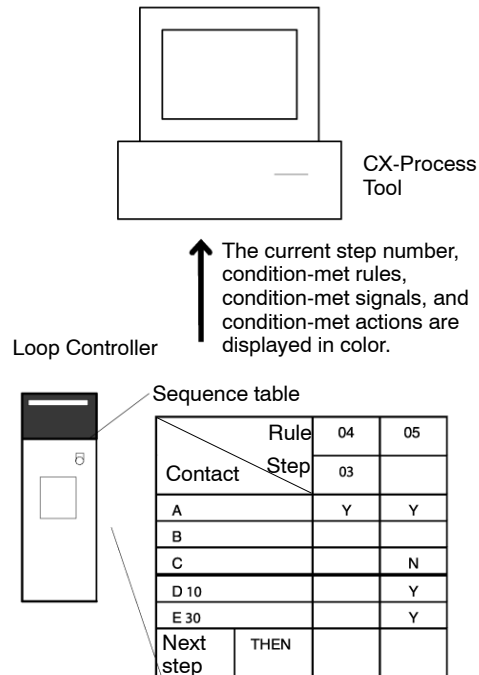 CX-Process
Tool
The current step number,
condition-met rules,
condition-met signals, and
condition-met actions are
displayed in color.
Loop Controller
Sequence table
Rule 04 05
Contact Step 03
A Y Y
B
C N
D 10 Y
E 30 Y
Next THEN
step